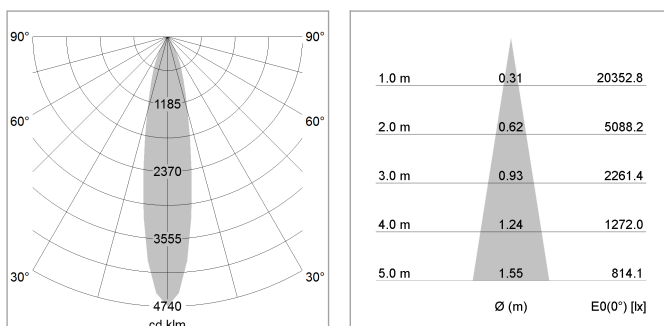 90° 90°
1185
60° 60°
2370
3555
30° 30°
4740
cd klm
1.0 m 0.31 20352.8
2.0 m 0.62 5088.2
3.0 m 0.93 2261.4
4.0 m 1.24 1272.0
5.0 m 1.55 814.1
Ø (m) E0(0°) [lx]